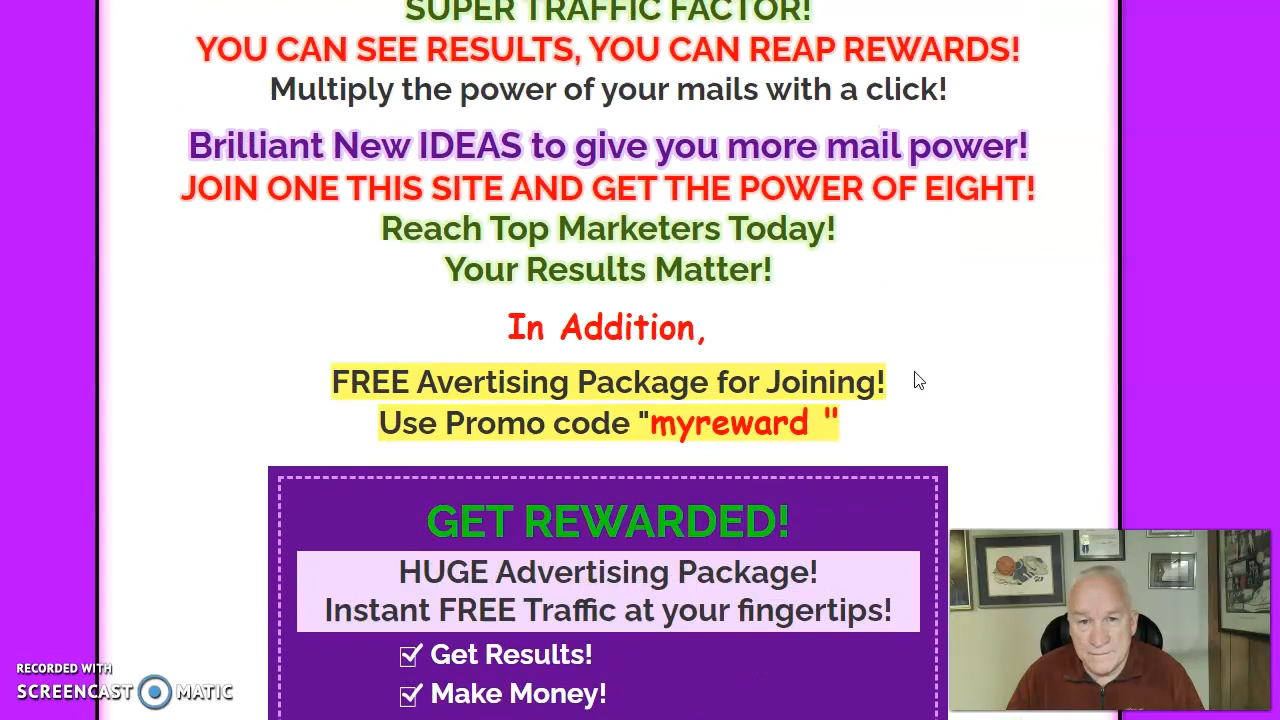 SUPER TRAFFIC FACTOR!
YOU CAN SEE RESULTS, YOU CAN REAP REWARDS!
Multiply the power of your mails with a click!
Brilliant New IDEAS to give you more mail power!
JOIN ONE THIS SITE AND GET THE POWER OF EIGHT!
Reach Top Marketers Today!
Your Results Matter!
In Addition,
FREE Avertising Package for Joining!
Use Promo code "myreward "
GET REWARDED!
HUGE Advertising Package!
Instant FREE Traffic at your fingertips!
Get Results!
Make Money!
RECORDED WITH
SCREENCAST MATIC